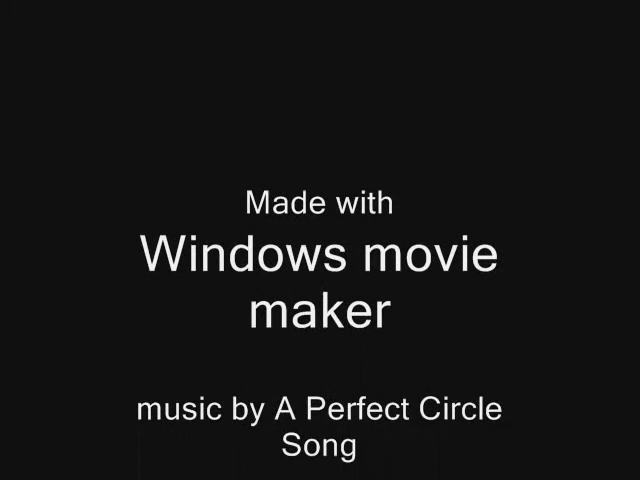 Made with
Windows movie
maker
music by A Perfect Circle
Song